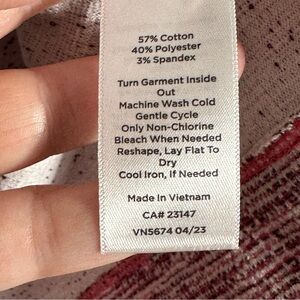 57% Cotton
40% Polyester
3% Spandex
Turn Garment Inside
Out
Machine Wash Cold
Gentle Cycle
Only Non-Chlorine
Bleach When Needed
Reshape, Lay Flat To
Dry
Cool Iron, if Needed
Made in Vietnam
CA# 23147
VN5674 04/23